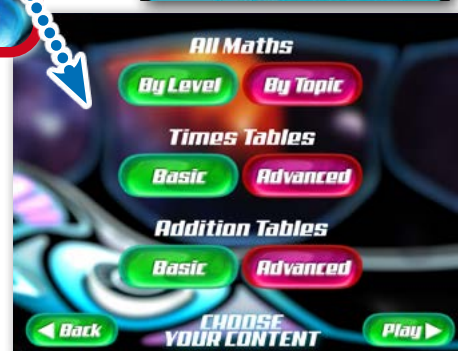 All Maths
By Level By Topic
Times Tables
Basic Advanced
Addition Tables
Basic Advanced
Back CHOOSE YOUR CONTENT Play